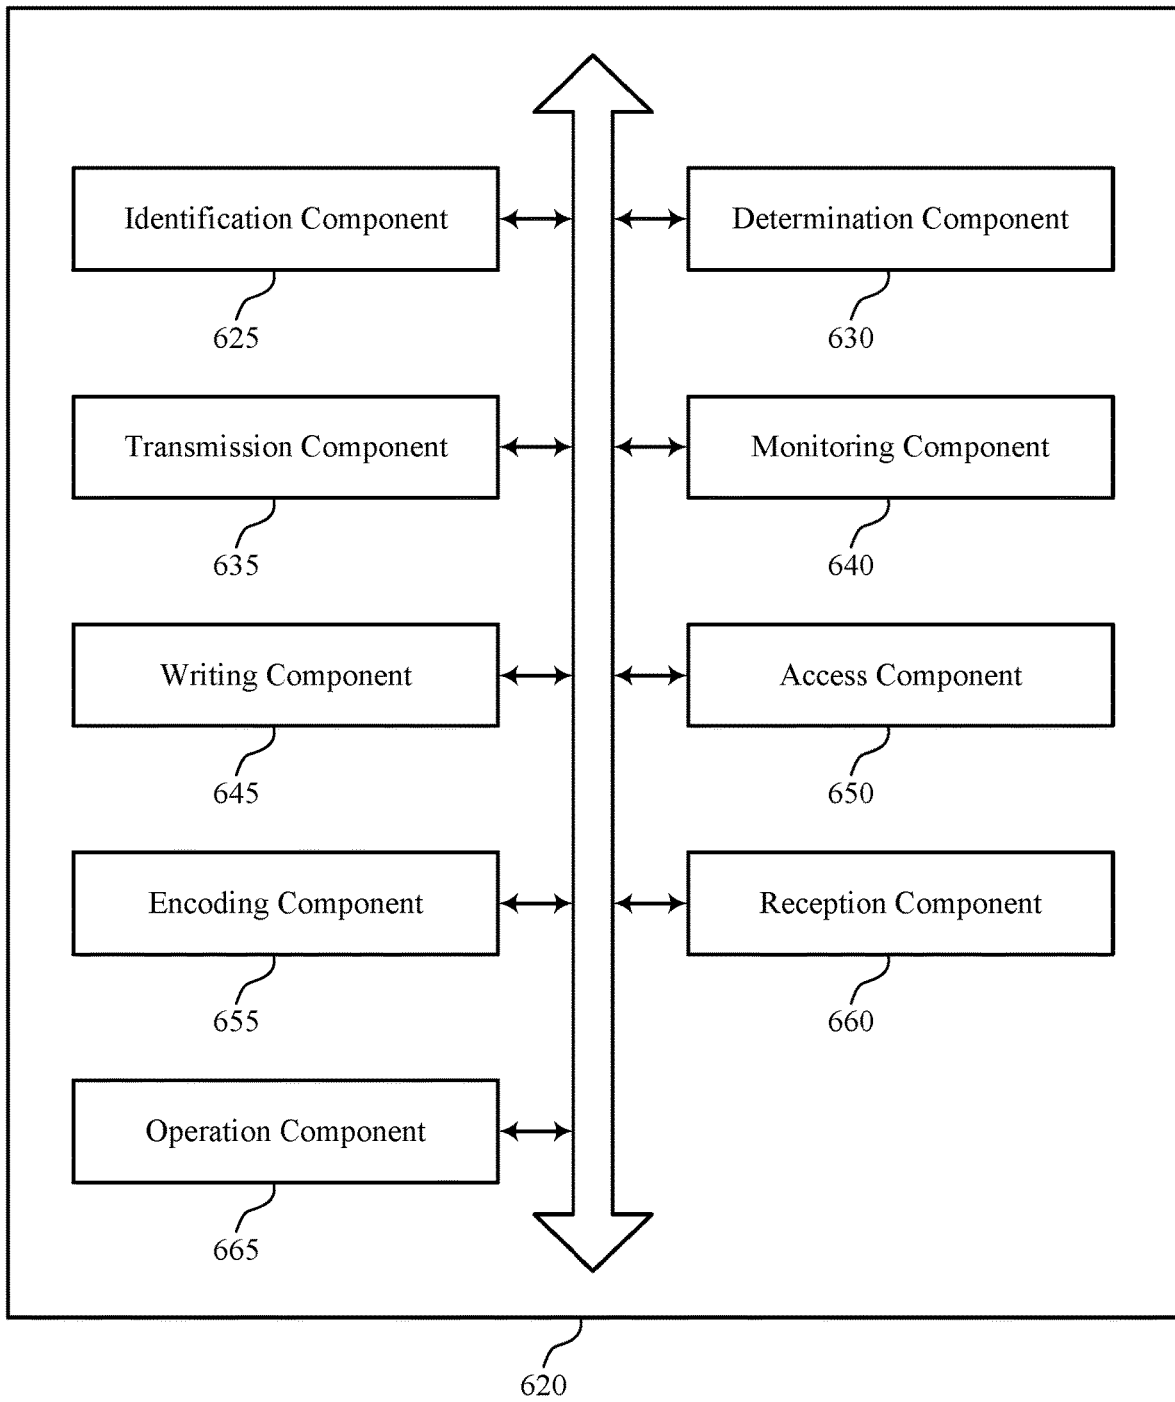 Identification Component
Determination Component
625
630
Transmission Component
Monitoring Component
635
640
Writing Component
Access Component
645
650
Encoding Component
Reception Component
655
660
Operation Component
665
620